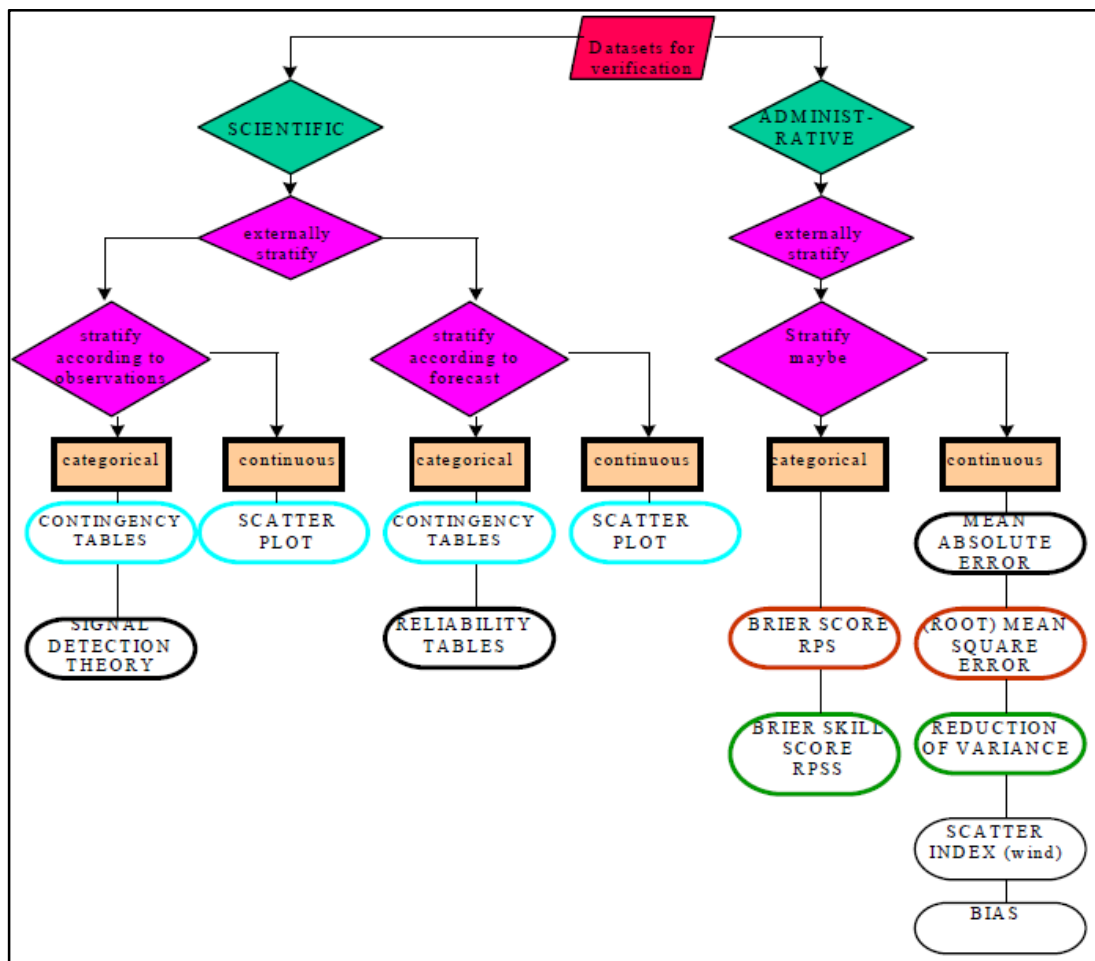 Datasets for
verification
SCIENTIFIC
ADMINIST-
RATIVE
externally
stratify
externally
stratify
stratify
according to
observations
stratify
according to
forecast
Stratify
maybe
categorical
continuous
categorical
continuous
categorical
continuous
CONTINGENCY
TABLES
SCATTER
PLOT
CONTINGENCY
TABLES
SCATTER
PLOT
MEAN
ABSOLUTE
ERROR
SIGNAL
DETECTION
THEORY
RELIABILITY
TABLES
BRIER SCORE
RPS
(ROOT) MEAN
SQUARE
ERROR
BRIER SKILL
SCORE
RPSS
REDUCTION
OF VARIANCE
SCATTER
INDEX (wind)
BIAS